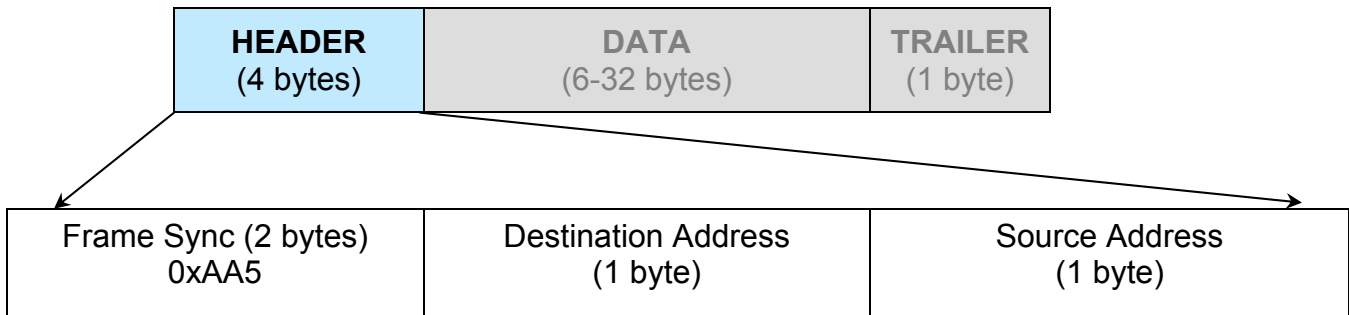 HEADER
(4 bytes)
DATA
(6-32 bytes)
TRAILER
(1 byte)
Frame Sync (2 bytes)
0xAA5
Destination Address
(1 byte)
Source Address
(1 byte)